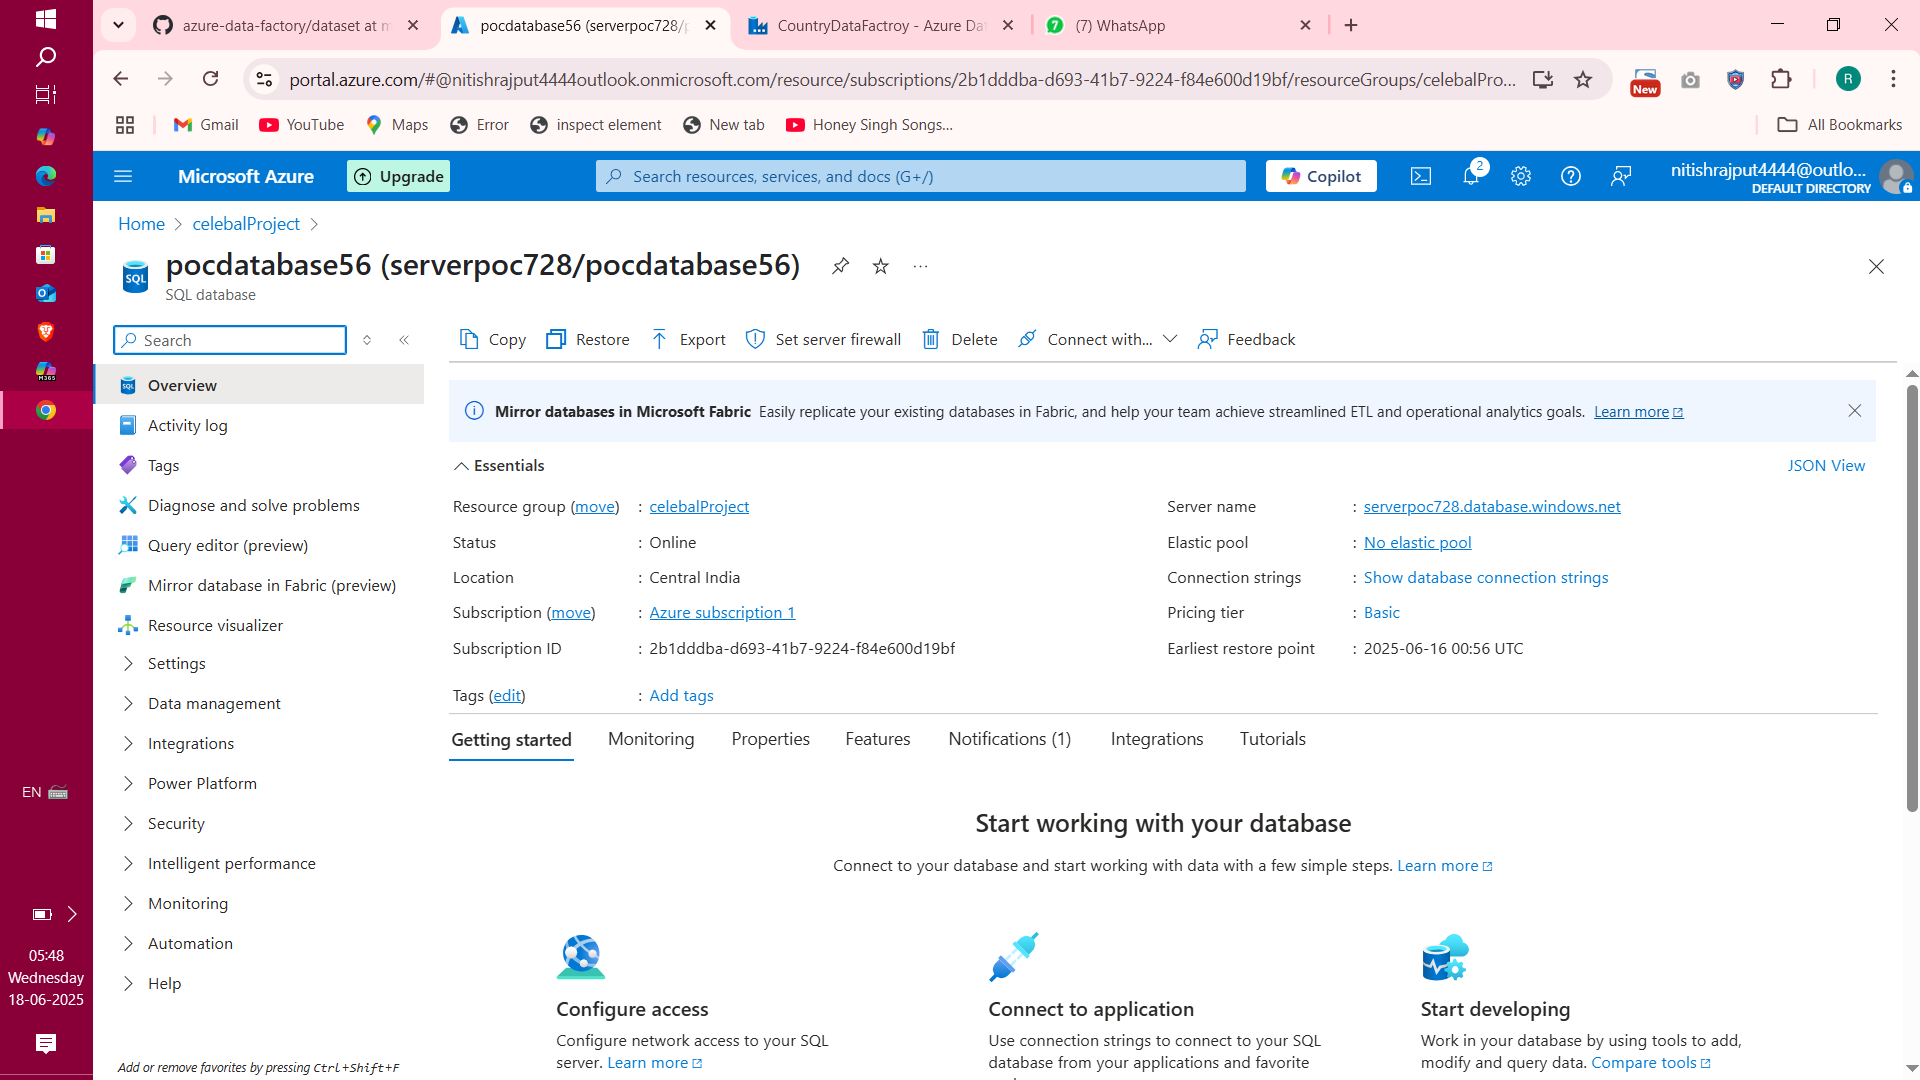 azure-data-factory/dataset at m
pocdatabase56 (serverpoc728/p
CountryDataFactroy - Azure Da
(7) WhatsApp
portal.azure.com/#@nitishrajput4444outlook.onmicrosoft.com/resource/subscriptions/2b1dddba-d693-41b7-9224-f84e600d19bf/resourceGroups/celebalPro...
New
R
Gmail
YouTube
Maps
Error
inspect element
New tab
Honey Singh Songs...
All Bookmarks
Microsoft Azure
Upgrade
Search resources, services, and docs (G+/)
Copilot
2
nitishrajput4444@outlo...
DEFAULT DIRECTORY
Home
celebalProject
SQL
pocdatabase56 (serverpoc728/pocdatabase56)
SQL database
Search
Copy
Restore
Export
Set server firewall
Delete
Connect with...
Feedback
Overview
Activity log
Tags
Diagnose and solve problems
Query editor (preview)
Mirror database in Fabric (preview)
Resource visualizer
Settings
Data management
Integrations
Power Platform
Security
Intelligent performance
Monitoring
Automation
Help
Add or remove favorites by pressing Ctrl+Shift+F
Mirror databases in Microsoft Fabric Easily replicate your existing databases in Fabric, and help your team achieve streamlined ETL and operational analytics goals. Learn more
Essentials
JSON View
Resource group (move) : celebalProject
Status : Online
Location : Central India
Subscription (move) : Azure subscription 1
Subscription ID : 2b1dddba-d693-41b7-9224-f84e600d19bf
Tags (edit) : Add tags
Server name : serverpoc728.database.windows.net
Elastic pool : No elastic pool
Connection strings : Show database connection strings
Pricing tier : Basic
Earliest restore point : 2025-06-16 00:56 UTC
Getting started
Monitoring
Properties
Features
Notifications (1)
Integrations
Tutorials
Start working with your database
Connect to your database and start working with data with a few simple steps. Learn more
Configure access
Configure network access to your SQL
server. Learn more
Connect to application
Use connection strings to connect to your SQL
database from your applications and favorite
Start developing
Work in your database by using tools to add,
modify and query data. Compare tools
M365
EN
05:48
Wednesday
18-06-2025